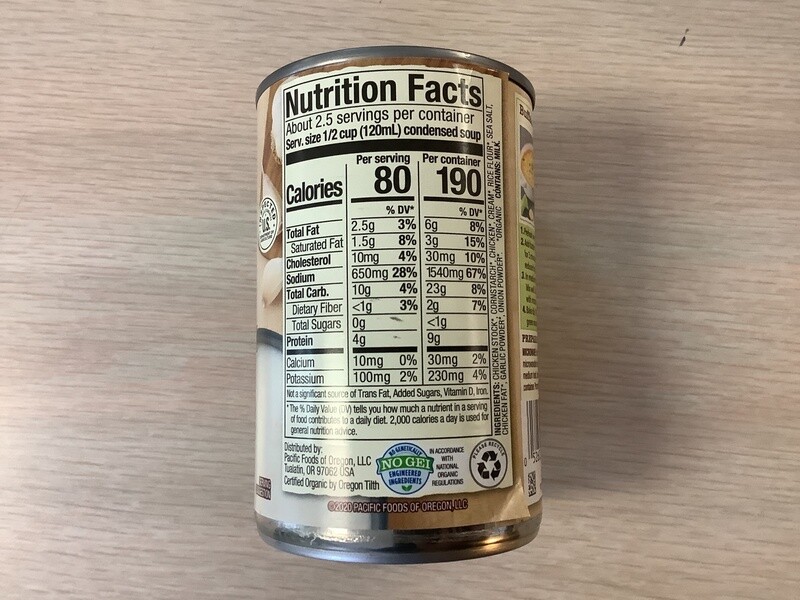 Nutrition Facts
About 2.5 servings per container
Serv. size 1/2 cup (120mL) condensed soup
Per serving Per container
Calories 80 190
% DV* % DV*
Total Fat 2.5g 3% 6g 8%
Saturated Fat 1.5g 8% 3g 15%
Cholesterol 10mg 4% 30mg 10%
Sodium 650mg 28% 1540mg 67%
Total Carb. 10g 4% 23g 8%
Dietary Fiber <1g 3% 2g 7%
Total Sugars 0g <1g
Protein 4g 9g
Calcium 10mg 0% 30mg 2%
Potassium 100mg 2% 230mg 4%
Not a significant source of Trans Fat, Added Sugars, Vitamin D, Iron.
*The % Daily Value (DV) tells you how much a nutrient in a serving
of food contributes to a daily diet. 2,000 calories a day is used for
general nutrition advice.
INGREDIENTS: CHICKEN STOCK*, CORNSTARCH*, CHICKEN*, CREAM*, RICE FLOUR*, SEA SALT,
CHICKEN FAT*, GARLIC POWDER*, ONION POWDER*. *ORGANIC CONTAINS: MILK.
Distributed by:
Pacific Foods of Oregon, LLC
Tualatin, OR 97062 USA
Certified Organic by Oregon Tilth
NO GENETICALLY
NO GEI
ENGINEERED
INGREDIENTS
IN ACCORDANCE
WITH
NATIONAL
ORGANIC
REGULATIONS
PLEASE RECYCLE
©2020 PACIFIC FOODS OF OREGON, LLC